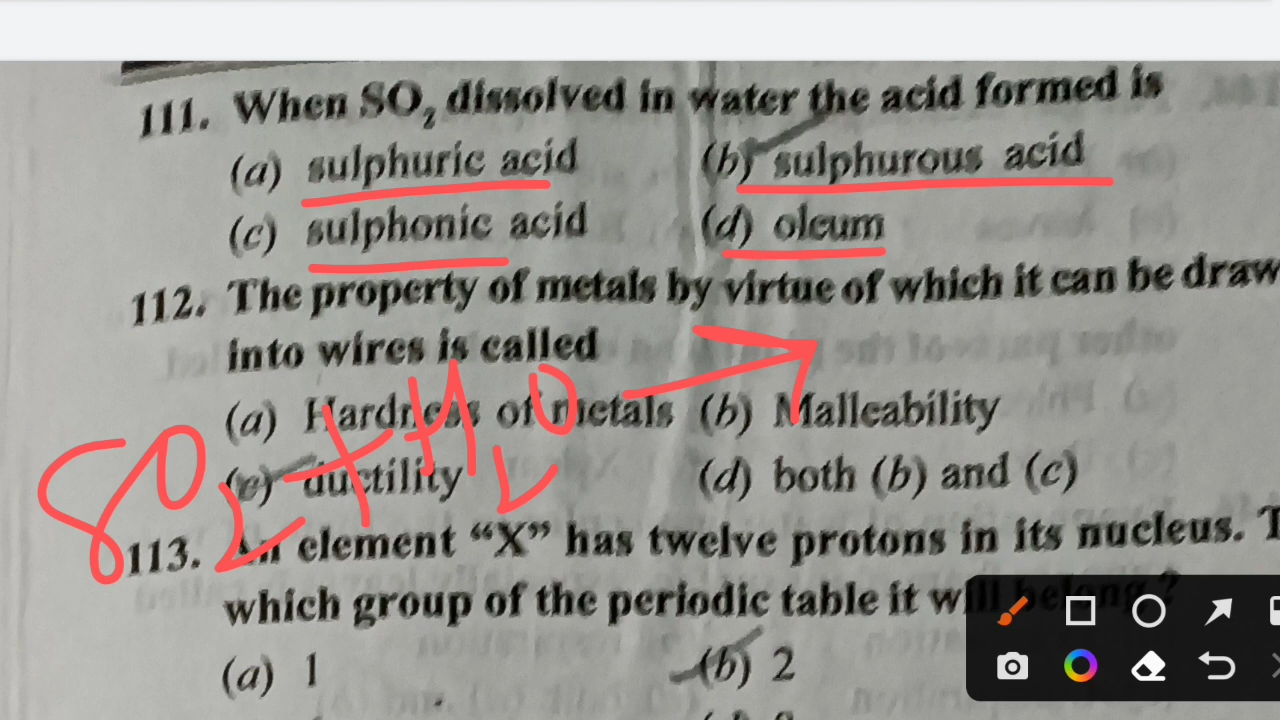 111. When SO₂ dissolved in water the acid formed is
(a) sulphuric acid (b) sulphurous acid
(c) sulphonic acid (d) oleum
112. The property of metals by virtue of which it can be draw
into wires is called
(a) Hardness of metals (b) Malleability
(c) ductility (d) both (b) and (c)
SO₂ + H₂O →
113. An element “X” has twelve protons in its nucleus.
which group of the periodic table it will belong ?
(a) 1 (b) 2